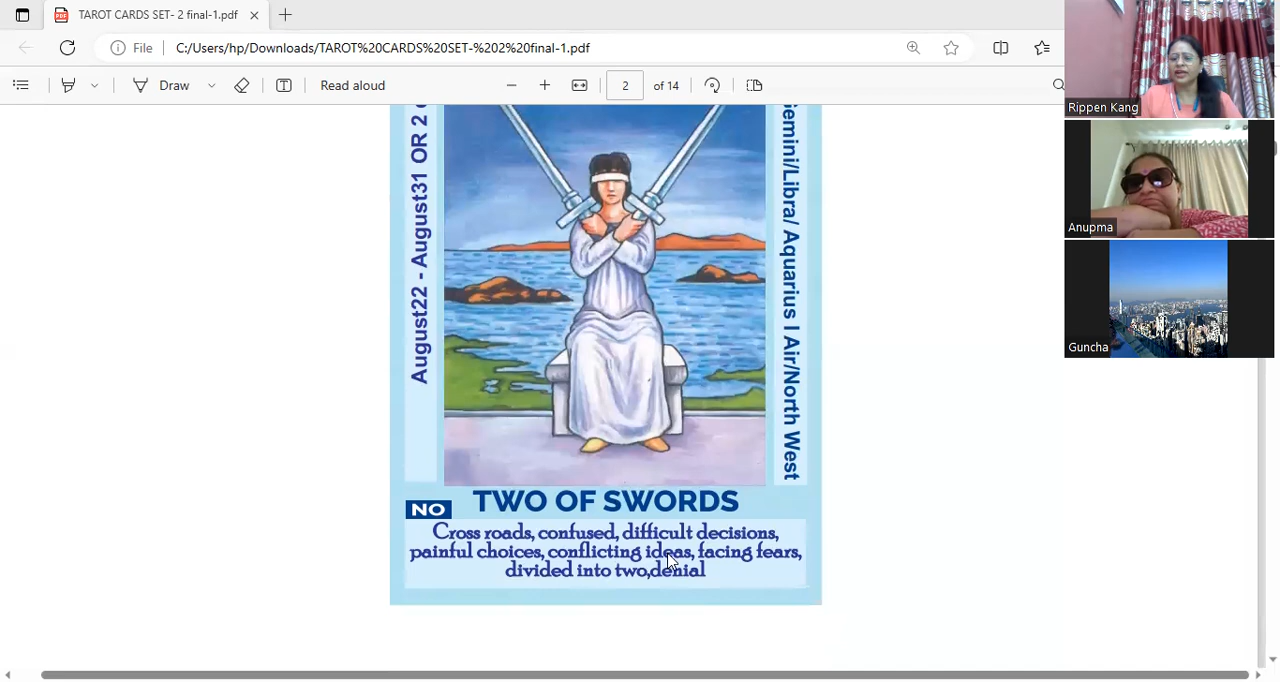 TAROT CARDS SET- 2 final-1.pdf
File
C:/Users/hp/Downloads/TAROT%20CARDS%20SET-%202%20final-1.pdf
Draw
Read aloud
2
of 14
August22 - August31 OR 2
Gemini/Libra/ Aquarius I Air/North West
NO
TWO OF SWORDS
Cross roads, confused, difficult decisions,
painful choices, conflicting ideas, facing fears,
divided into two,denial
Rippen Kang
Anupma
Guncha